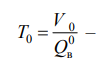 T₀ = V₀ / Q⁰в –